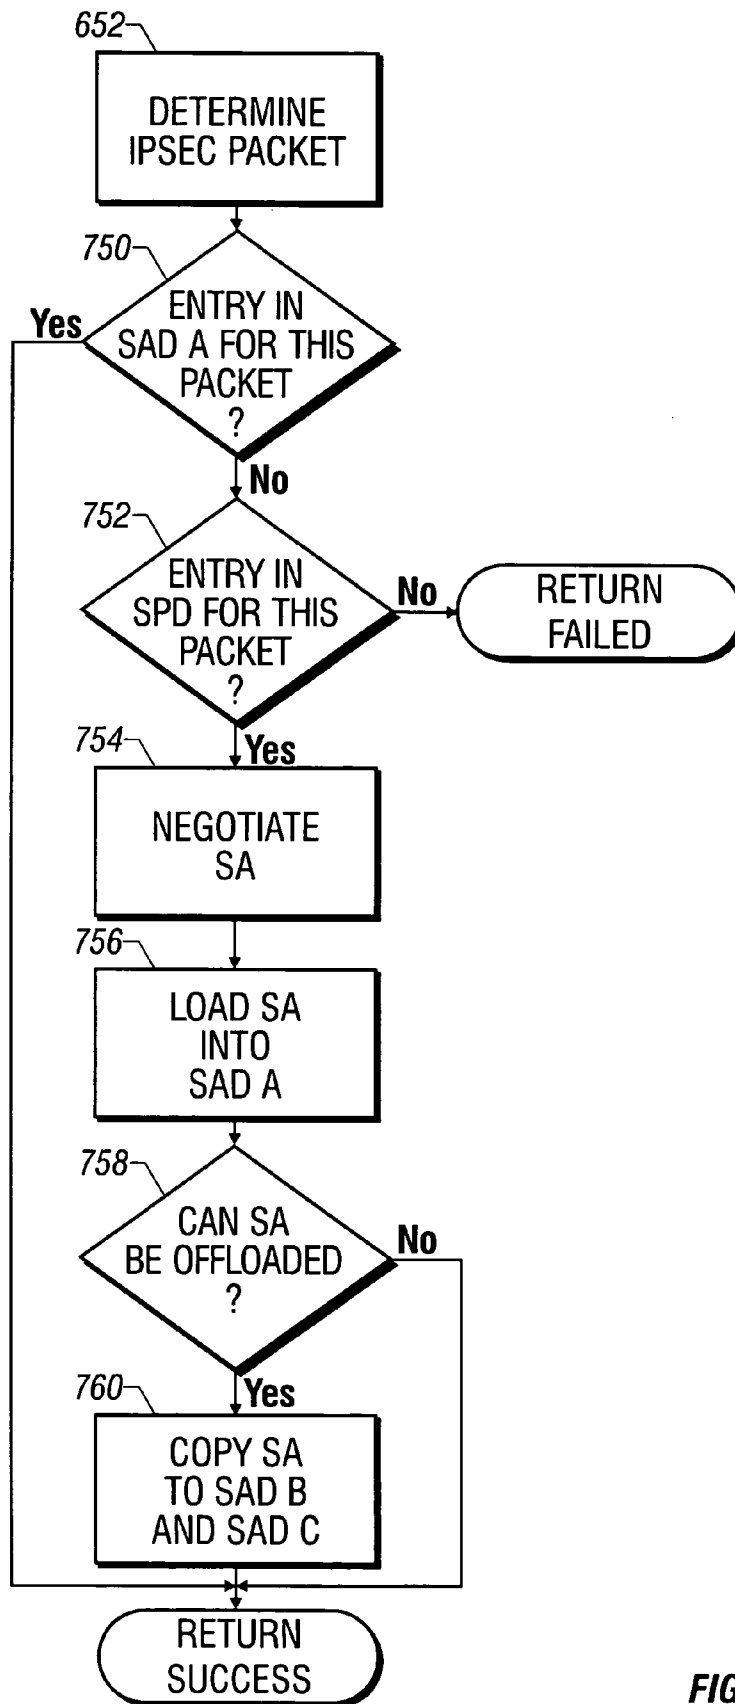 652
DETERMINE
IPSEC PACKET
750
Yes
ENTRY IN
SAD A FOR THIS
PACKET
?
No
752
ENTRY IN
SPD FOR THIS
PACKET
?
No
RETURN
FAILED
Yes
754
NEGOTIATE
SA
756
LOAD SA
INTO
SAD A
758
CAN SA
BE OFFLOADED
?
No
Yes
760
COPY SA
TO SAD B
AND SAD C
RETURN
SUCCESS
FIG